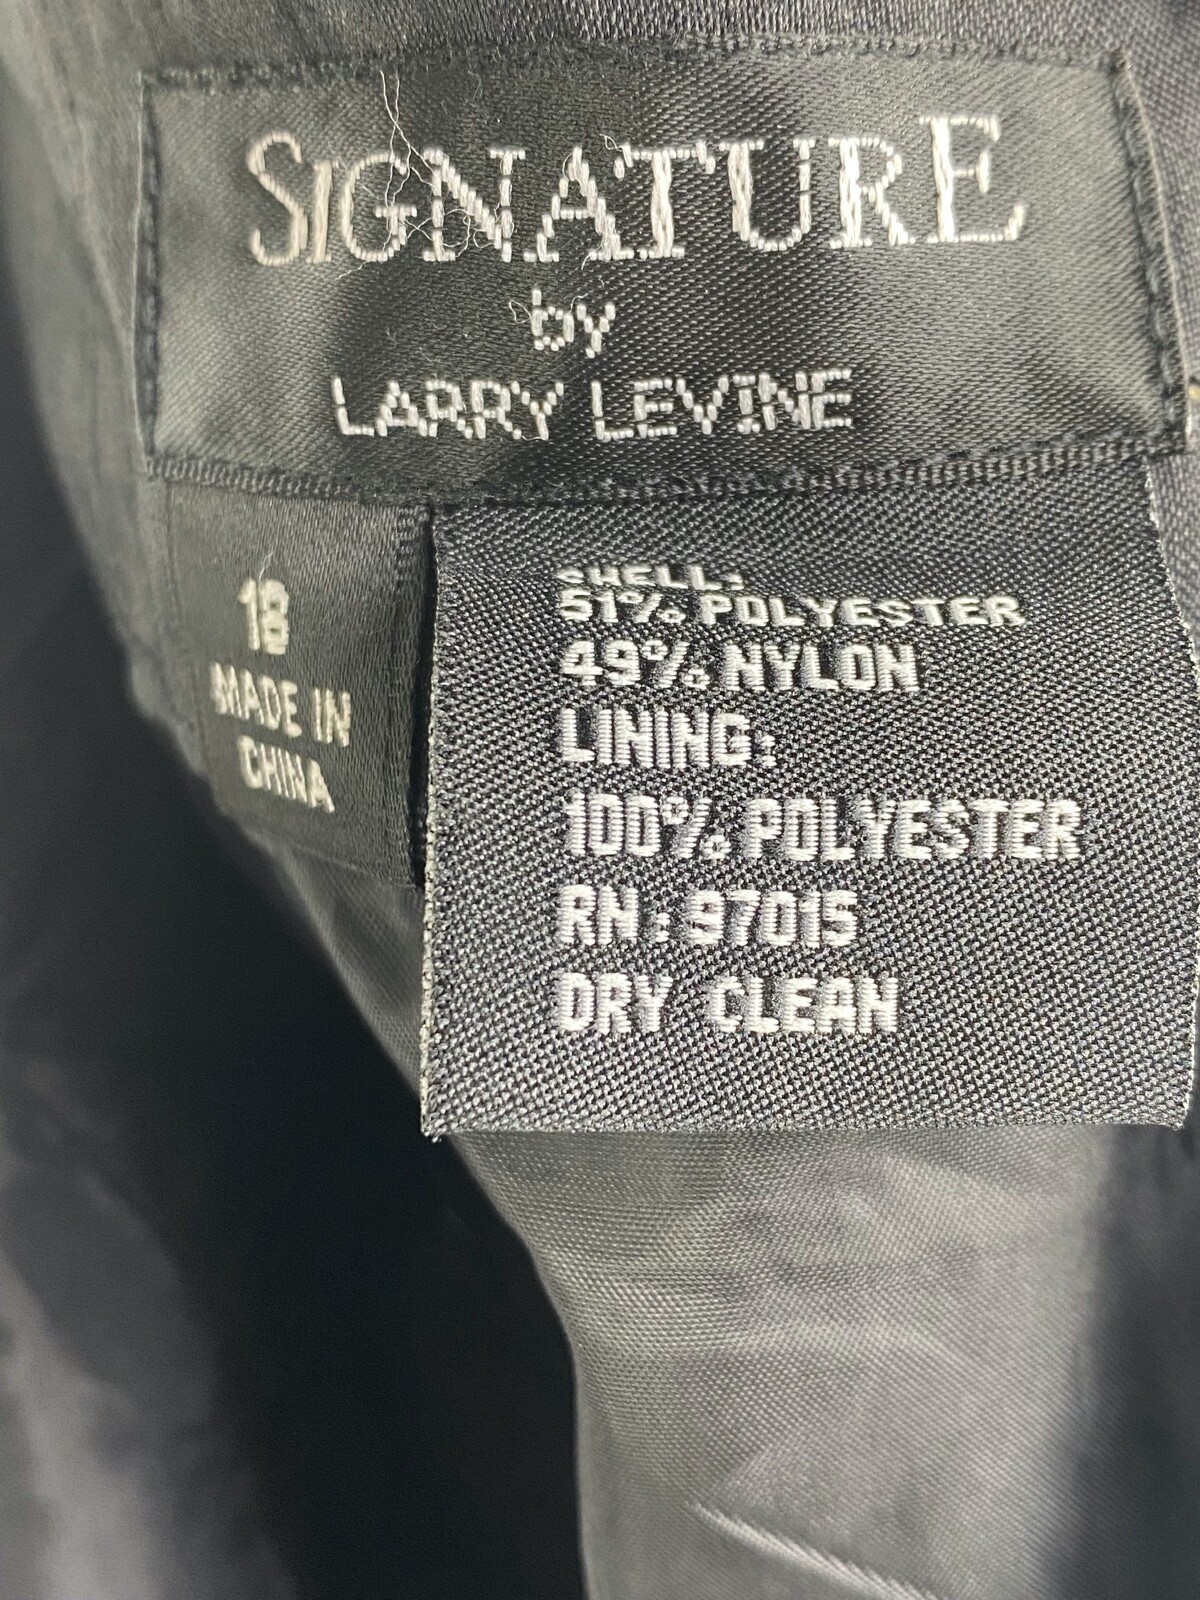 SIGNATURE
by
LARRY LEVINE
18
MADE IN
CHINA
SHELL:
51% POLYESTER
49% NYLON
LINING:
100% POLYESTER
RN: 97015
DRY CLEAN